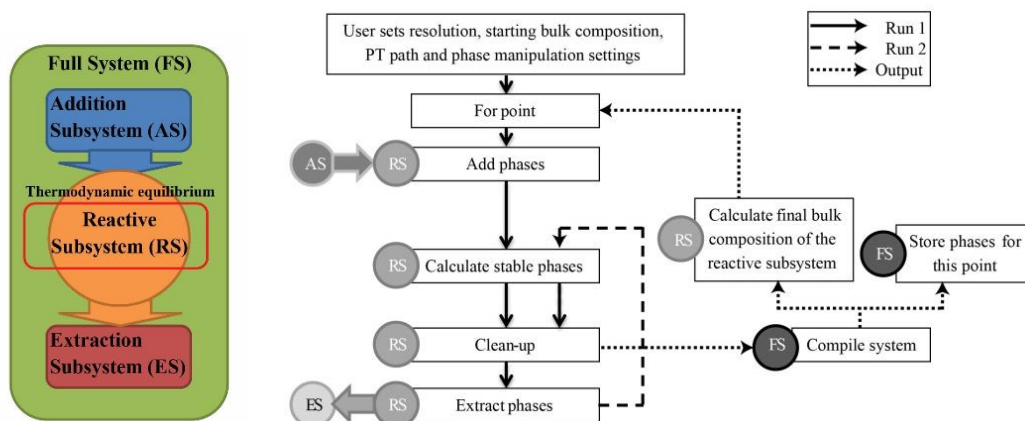 Full System (FS)
Addition
Subsystem (AS)
Thermodynamic equilibrium
Reactive
Subsystem (RS)
Extraction
Subsystem (ES)
User sets resolution, starting bulk composition,
PT path and phase manipulation settings
For point
AS
RS
Add phases
RS
Calculate stable phases
RS
Clean-up
ES
RS
Extract phases
Run 1
Run 2
Output
RS
Calculate final bulk
composition of the
reactive subsystem
FS
Store phases for
this point
FS
Compile system